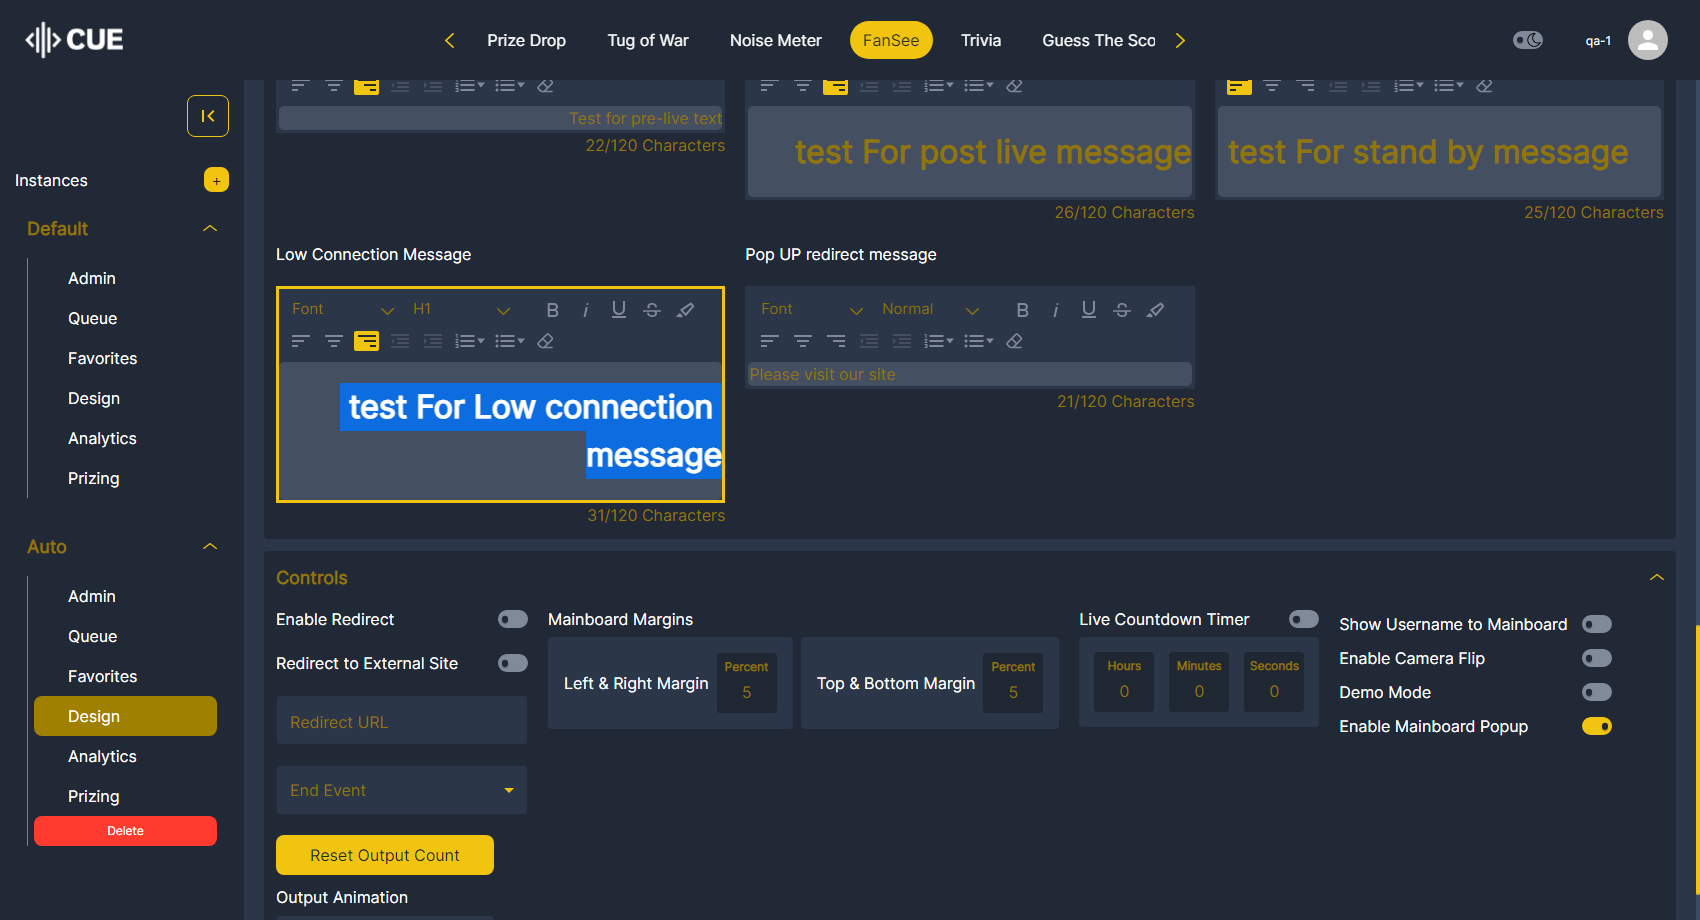 CUE
Prize Drop
Tug of War
Noise Meter
FanSee
Trivia
Guess The Sco
qa-1
Instances
+
Default
Admin
Queue
Favorites
Design
Analytics
Prizing
Auto
Admin
Queue
Favorites
Design
Analytics
Prizing
Delete
Test for pre-live text
22/120 Characters
test For post live message
26/120 Characters
test For stand by message
25/120 Characters
Low Connection Message
Font
H1
B i U S
test For Low connection
message
31/120 Characters
Pop UP redirect message
Font
Normal
B i U S
Please visit our site
21/120 Characters
Controls
Enable Redirect
Redirect to External Site
Redirect URL
End Event
Reset Output Count
Output Animation
Mainboard Margins
Left & Right Margin
Percent
5
Top & Bottom Margin
Percent
5
Live Countdown Timer
Hours
0
Minutes
0
Seconds
0
Show Username to Mainboard
Enable Camera Flip
Demo Mode
Enable Mainboard Popup